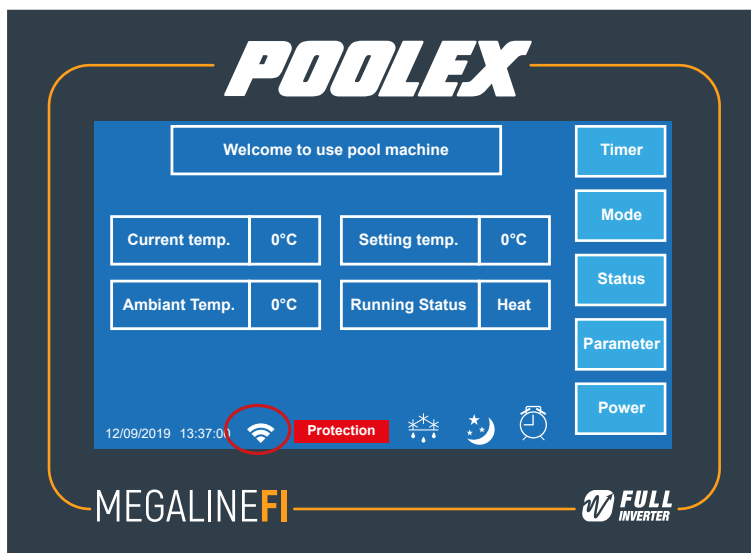 POOLEX
Welcome to use pool machine
Timer
Mode
Current temp. 0°C Setting temp. 0°C
Status
Ambiant Temp. 0°C Running Status Heat
Parameter
Power
12/09/2019 13:37:00 Protection
MEGALINEFI
FULL
INVERTER